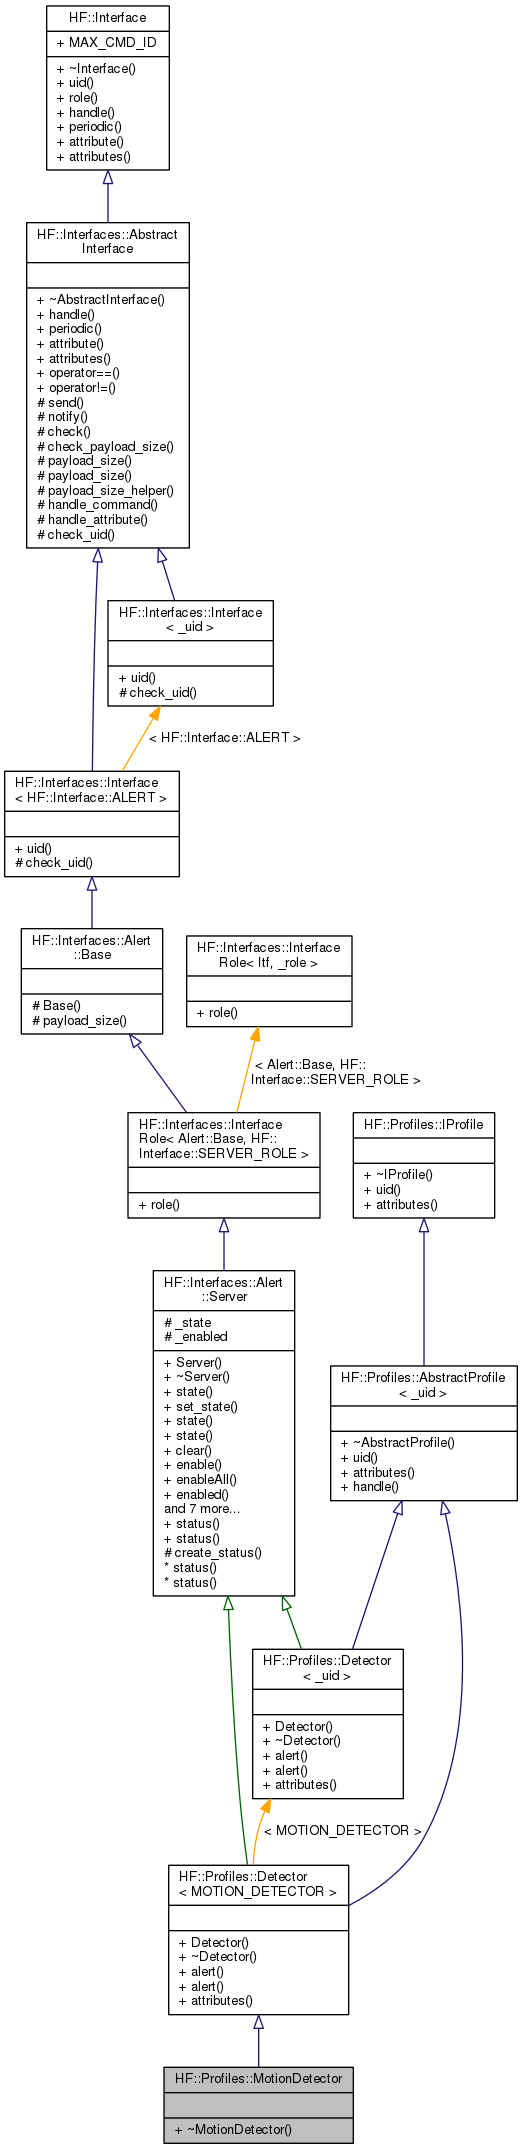 HF::Interface
+ MAX_CMD_ID
+ ~Interface()
+ uid()
+ role()
+ handle()
+ periodic()
+ attribute()
+ attributes()
HF::Interfaces::Abstract
Interface
+ ~AbstractInterface()
+ handle()
+ periodic()
+ attribute()
+ attributes()
+ operator==()
+ operator!=()
# send()
# notify()
# check()
# check_payload_size()
# payload_size()
# payload_size()
# payload_size_helper()
# handle_command()
# handle_attribute()
# check_uid()
HF::Interfaces::Interface
< _uid >
+ uid()
# check_uid()
< HF::Interface::ALERT >
HF::Interfaces::Interface
< HF::Interface::ALERT >
+ uid()
# check_uid()
HF::Interfaces::Alert
::Base
# Base()
# payload_size()
HF::Interfaces::Interface
Role< Itf, _role >
+ role()
< Alert::Base, HF::
Interface::SERVER_ROLE >
HF::Interfaces::Interface
Role< Alert::Base, HF::
Interface::SERVER_ROLE >
+ role()
HF::Profiles::IProfile
+ ~IProfile()
+ uid()
+ attributes()
HF::Interfaces::Alert
::Server
# _state
# _enabled
+ Server()
+ ~Server()
+ state()
+ set_state()
+ state()
+ state()
+ clear()
+ enable()
+ enableAll()
+ enabled()
and 7 more...
+ status()
+ status()
# create_status()
* status()
* status()
HF::Profiles::AbstractProfile
< _uid >
+ ~AbstractProfile()
+ uid()
+ attributes()
+ handle()
HF::Profiles::Detector
< _uid >
+ Detector()
+ ~Detector()
+ alert()
+ alert()
+ attributes()
< MOTION_DETECTOR >
HF::Profiles::Detector
< MOTION_DETECTOR >
+ Detector()
+ ~Detector()
+ alert()
+ alert()
+ attributes()
HF::Profiles::MotionDetector
+ ~MotionDetector()